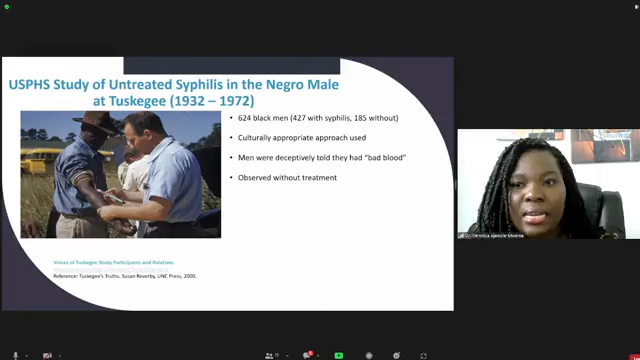 USPHS Study of Untreated Syphilis in the Negro Male
at Tuskegee (1932 – 1972)
• 624 black men (427 with syphilis, 185 without)
• Culturally appropriate approach used
• Men were deceptively told they had "bad blood"
• Observed without treatment
Voices of Tuskegee Study Participants and Relatives
Reference: Tuskegee's Truths, Susan Reverby, UNC Press, 2000.
Dr. Veronica